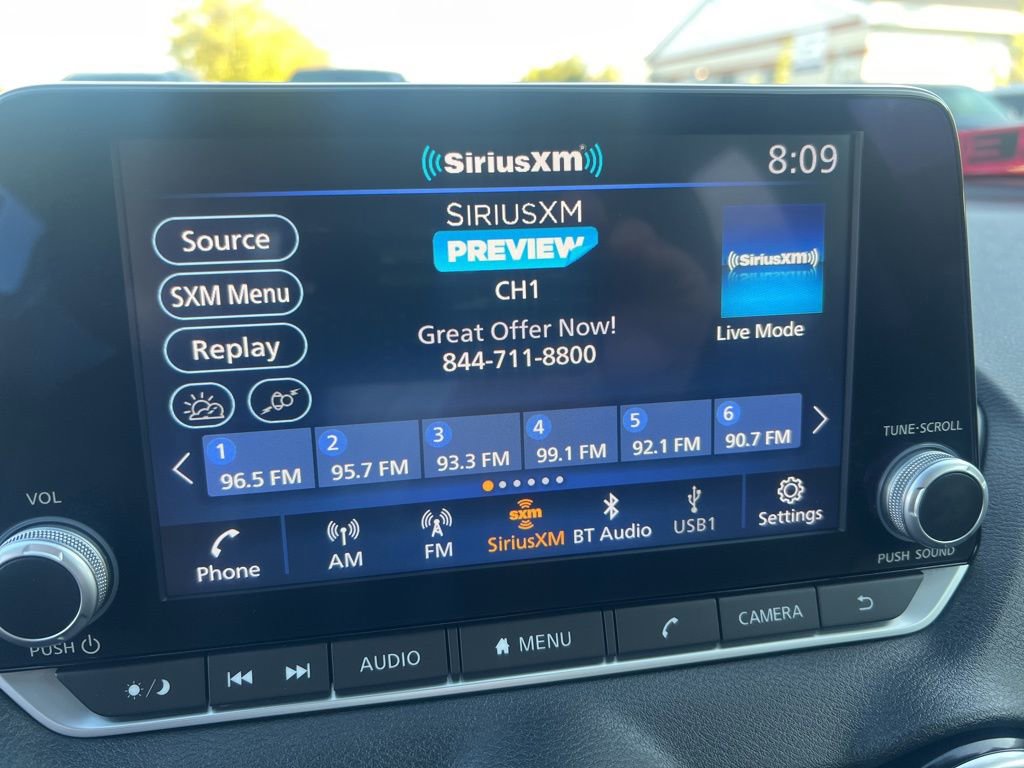 SiriusXM
8:09
Source
SIRIUSXM
PREVIEW
CH1
SXM Menu
((SiriusXM))
Replay
Great Offer Now!
844-711-8800
Live Mode
1 96.5 FM
2 95.7 FM
3 93.3 FM
4 99.1 FM
5 92.1 FM
6 90.7 FM
Phone
AM
FM
sxm
SiriusXM
BT Audio
USB1
Settings
VOL
PUSH
TUNE·SCROLL
PUSH SOUND
AUDIO
MENU
CAMERA